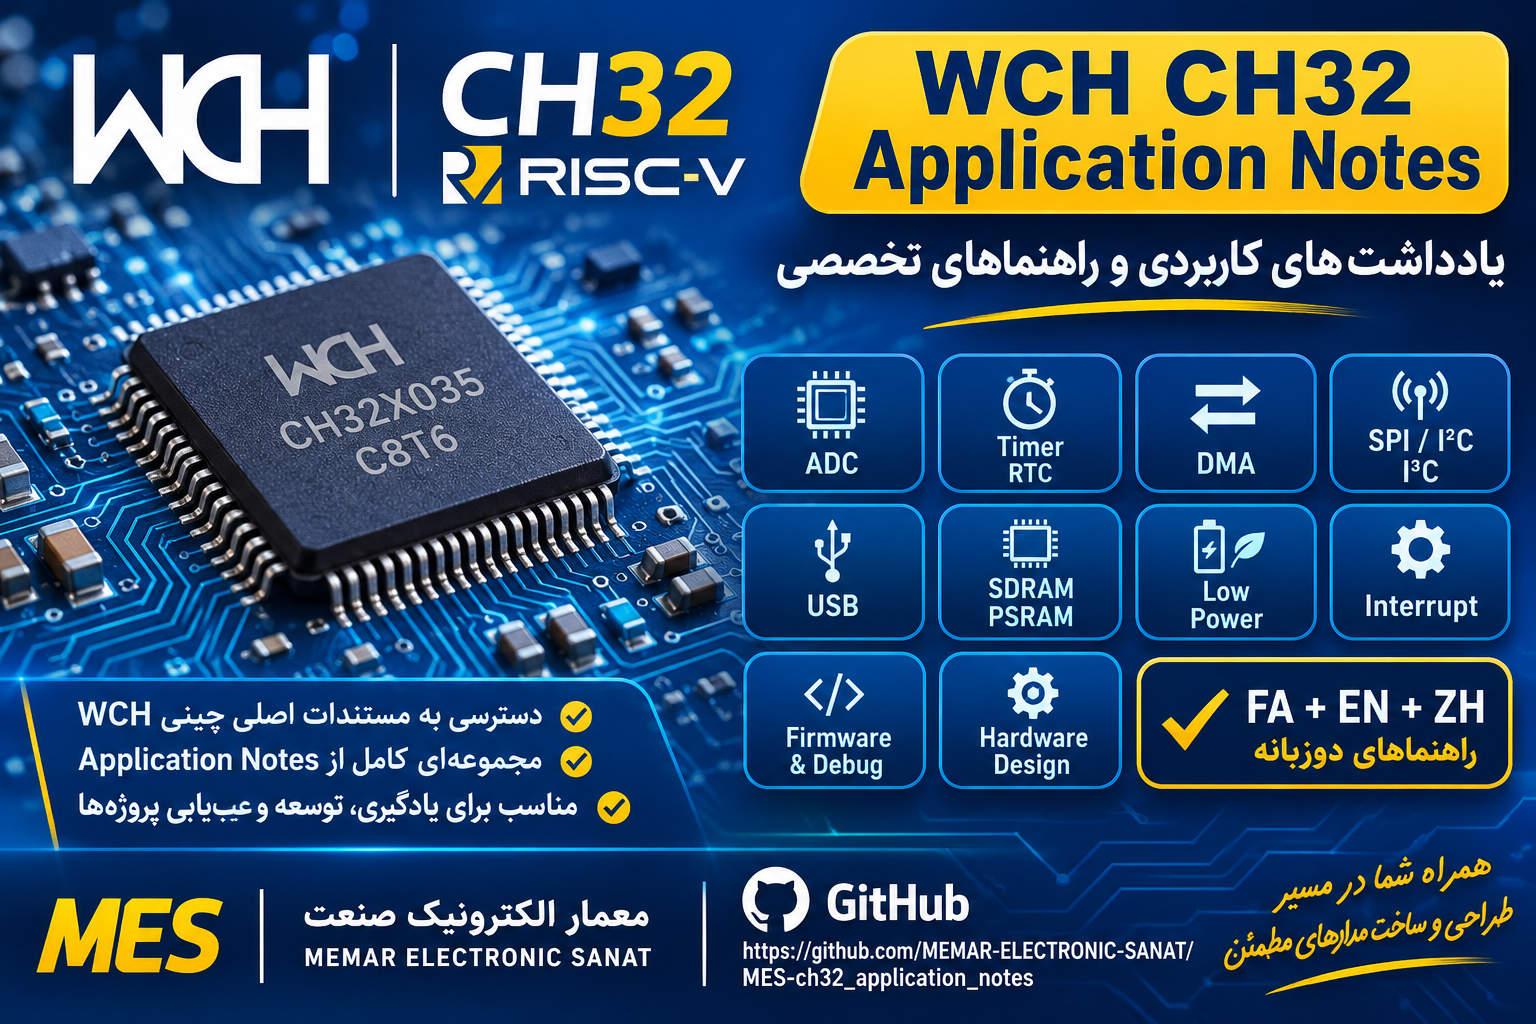 WCH
CH32
RISC-V
WCH CH32
Application Notes
یادداشت‌های کاربردی و راهنماهای تخصصی
WCH
CH32X035
C8T6
ADC
Timer
RTC
DMA
SPI / I²C
I³C
USB
SDRAM
PSRAM
Low
Power
Interrupt
Firmware
& Debug
Hardware
Design
FA + EN + ZH
راهنماهای دوزبانه
دسترسی به مستندات اصلی چینی WCH
مجموعه‌ای کامل از Application Notes
مناسب برای یادگیری، توسعه و عیب‌یابی پروژه‌ها
MES
معمار الکترونیک صنعت
MEMAR ELECTRONIC SANAT
GitHub
https://github.com/MEMAR-ELECTRONIC-SANAT/
MES-ch32_application_notes
همراه شما در مسیر
طراحی و ساخت مدارهای مطمئن